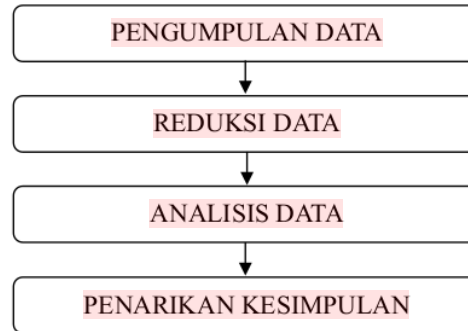 PENGUMPULAN DATA
REDUKSI DATA
ANALISIS DATA
PENARIKAN KESIMPULAN